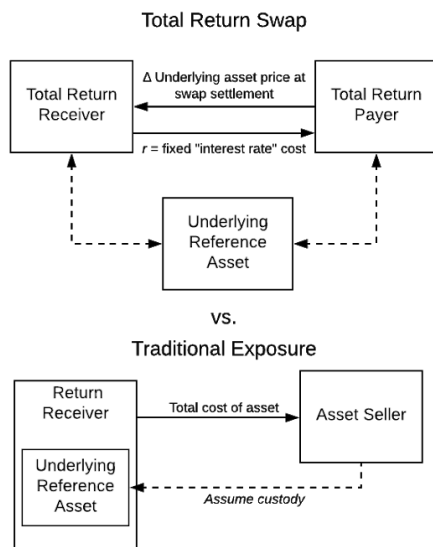 Total Return Swap
Δ Underlying asset price at
swap settlement
Total Return
Receiver
Total Return
Payer
r = fixed "interest rate" cost
Underlying
Reference
Asset
vs.
Traditional Exposure
Return
Receiver
Total cost of asset
Asset Seller
Underlying
Reference
Asset
Assume custody